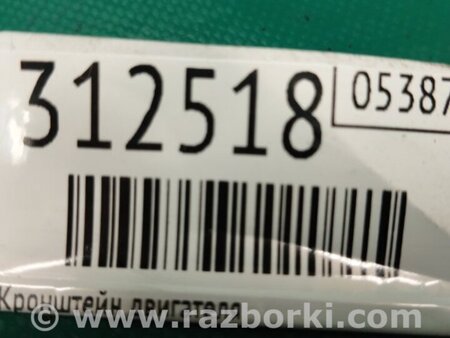 312518
05387
Кронштейн двигателя
www.razborki.com